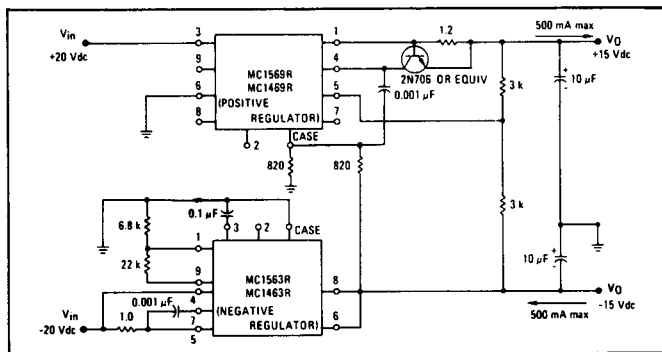 500 mA max
Vin
+20 Vdc
3
1
1.2
VO
+15 Vdc
9
4
MC1569R
MC1469R
2N706 OR EQUIV
10 µF
+
-
3 k
6
5
0.001 µF
(POSITIVE
REGULATOR)
8
7
CASE
2
820
820
3 k
0.1 µF
6.8 k
3
2
CASE
1
22 k
9
MC1563R
MC1463R
8
+
10 µF
-
VO
-15 Vdc
0.001 µF
4
(NEGATIVE
REGULATOR)
6
500 mA max
Vin
-20 Vdc
1.0
7
5